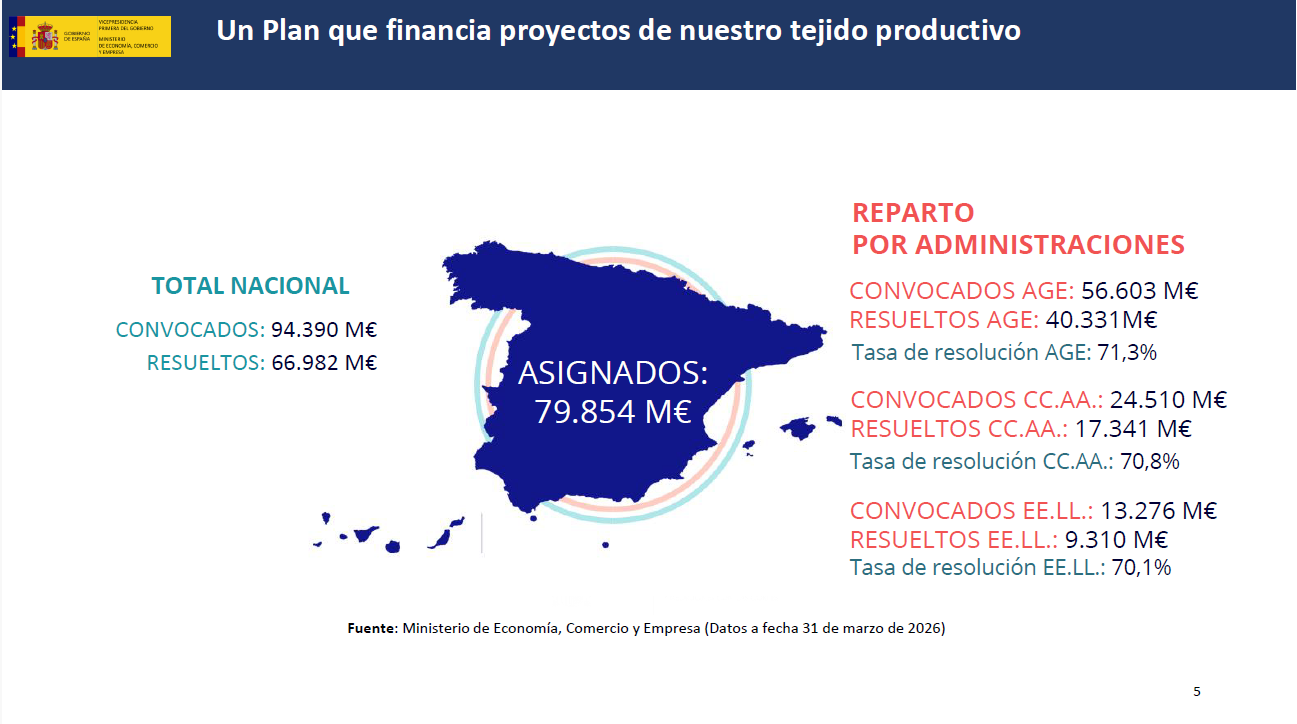 GOBIERNO
DE ESPAÑA
VICEPRESIDENCIA
PRIMERA DEL GOBIERNO
MINISTERIO
DE ECONOMÍA, COMERCIO
Y EMPRESA
Un Plan que financia proyectos de nuestro tejido productivo
TOTAL NACIONAL
CONVOCADOS: 94.390 M€
RESUELTOS: 66.982 M€
ASIGNADOS:
79.854 M€
REPARTO
POR ADMINISTRACIONES
CONVOCADOS AGE: 56.603 M€
RESUELTOS AGE: 40.331M€
Tasa de resolución AGE: 71,3%
CONVOCADOS CC.AA.: 24.510 M€
RESUELTOS CC.AA.: 17.341 M€
Tasa de resolución CC.AA.: 70,8%
CONVOCADOS EE.LL.: 13.276 M€
RESUELTOS EE.LL.: 9.310 M€
Tasa de resolución EE.LL.: 70,1%
Fuente: Ministerio de Economía, Comercio y Empresa (Datos a fecha 31 de marzo de 2026)
5